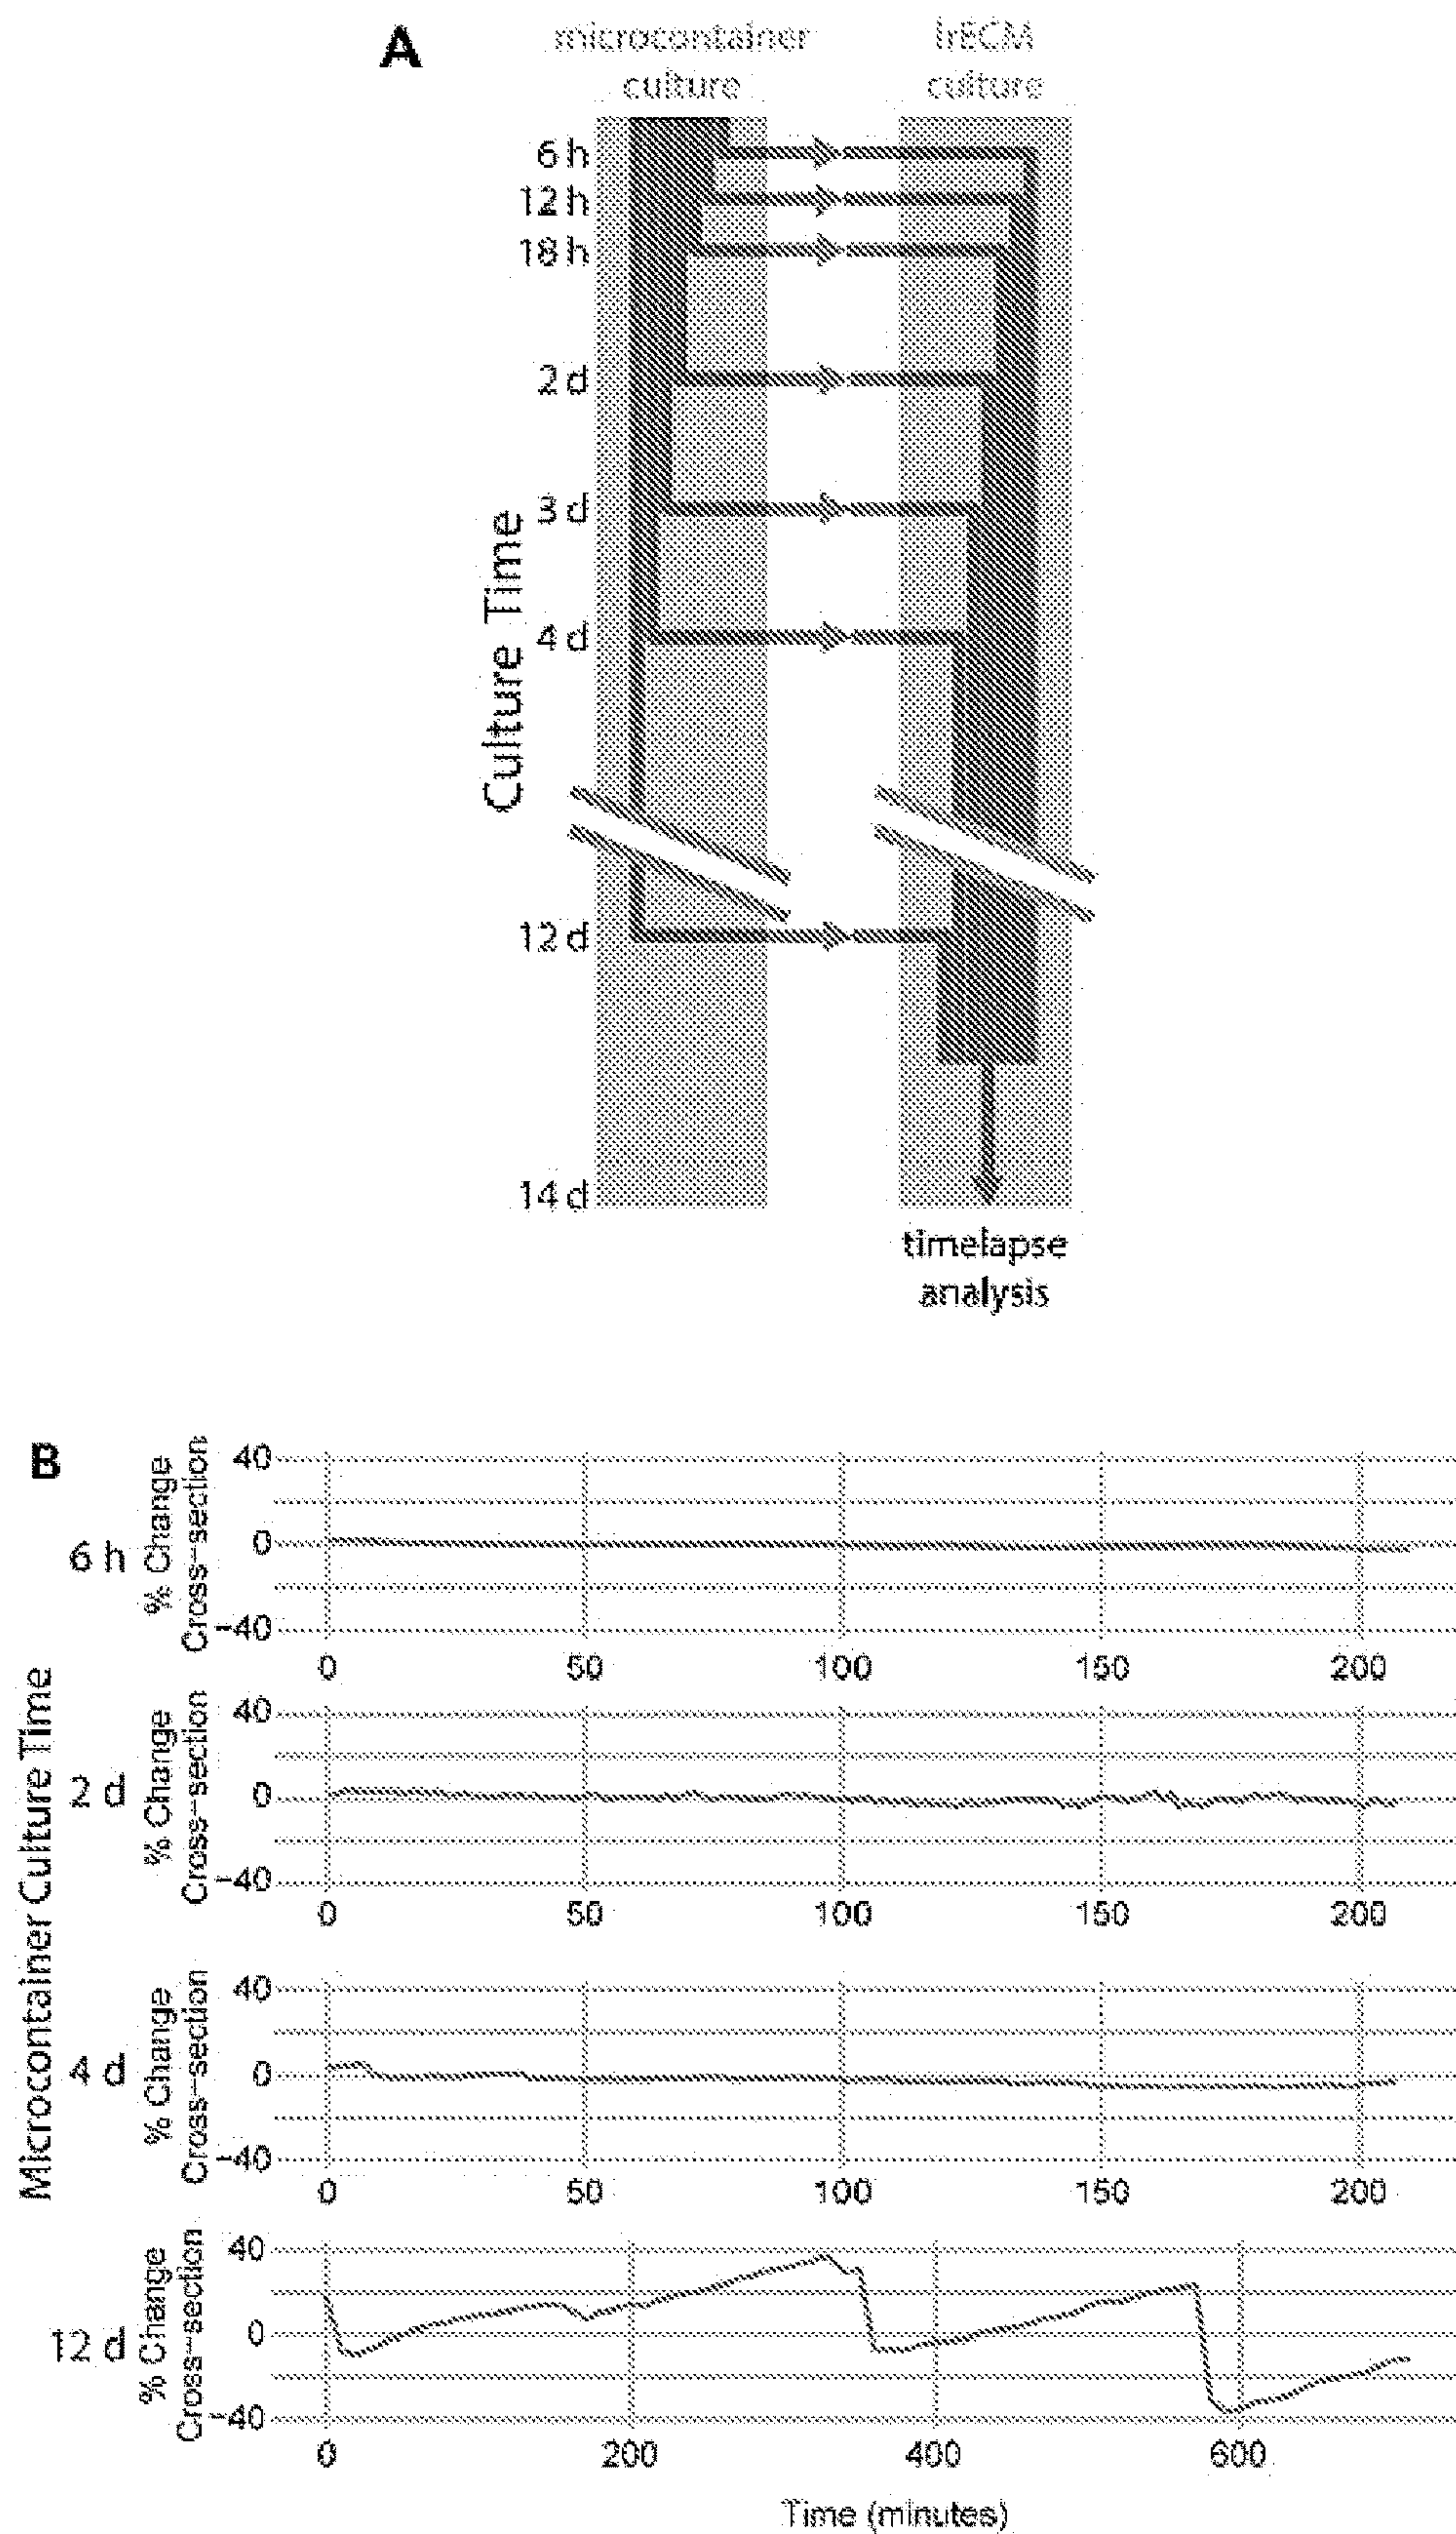 A
microcontainer
culture
lrECM
culture
6 h
12 h
18 h
2 d
3 d
4 d
12 d
14 d
Culture Time
timelapse
analysis
B
Microcontainer Culture Time
6 h
% Change
Cross-section
40
0
-40
0 50 100 150 200
2 d
% Change
Cross-section
40
0
-40
0 50 100 150 200
4 d
% Change
Cross-section
40
0
-40
0 50 100 150 200
12 d
% Change
Cross-section
40
0
-40
0 200 400 600
Time (minutes)